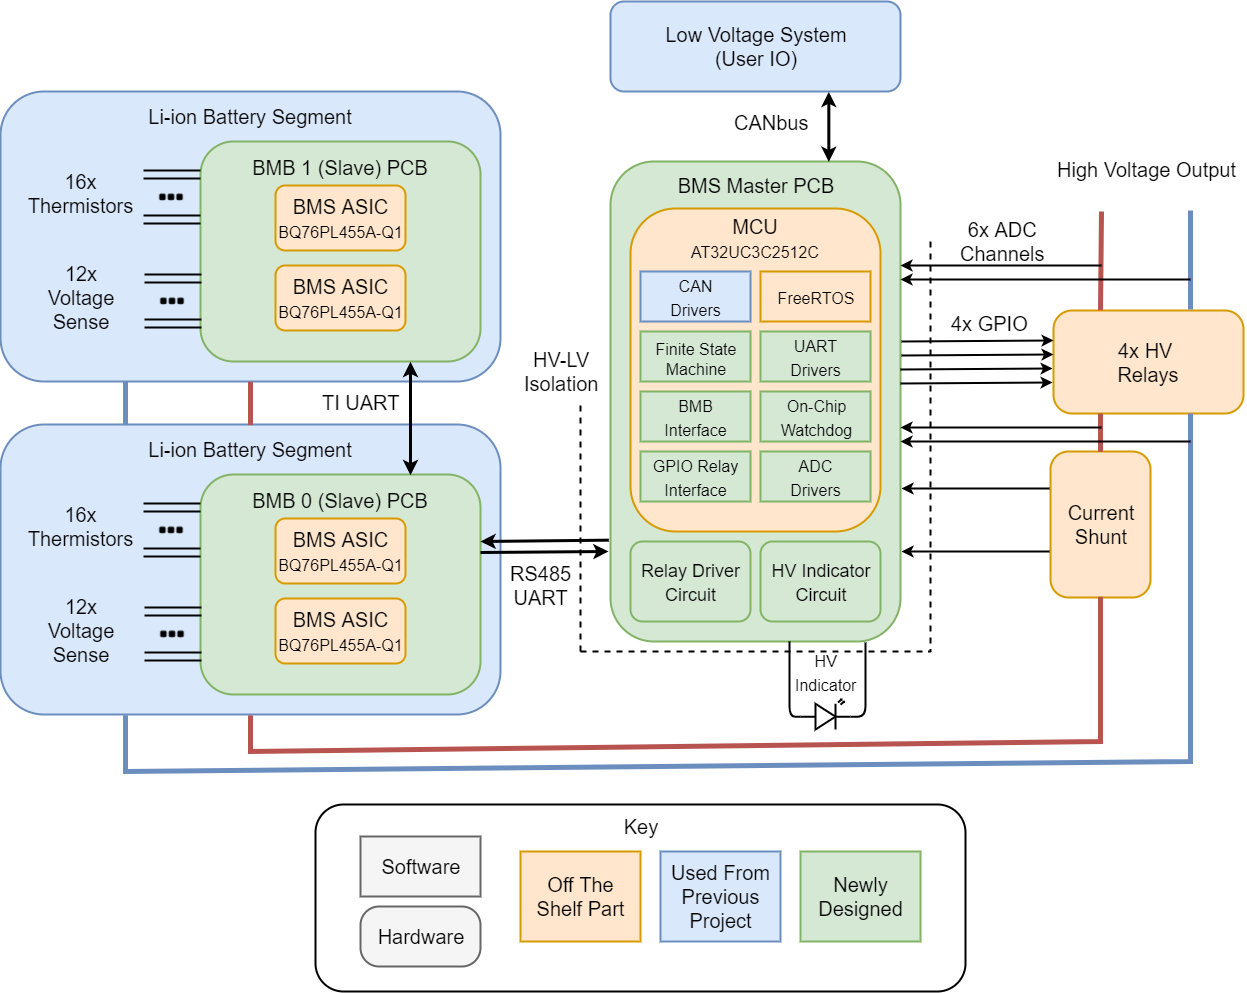 Low Voltage System
(User IO)
CANbus
Li-ion Battery Segment
BMB 1 (Slave) PCB
BMS ASIC
BQ76PL455A-Q1
BMS ASIC
BQ76PL455A-Q1
16x
Thermistors
12x
Voltage
Sense
TI UART
Li-ion Battery Segment
BMB 0 (Slave) PCB
BMS ASIC
BQ76PL455A-Q1
BMS ASIC
BQ76PL455A-Q1
16x
Thermistors
12x
Voltage
Sense
HV-LV
Isolation
RS485
UART
BMS Master PCB
MCU
AT32UC3C2512C
CAN
Drivers
FreeRTOS
Finite State
Machine
UART
Drivers
BMB
Interface
On-Chip
Watchdog
GPIO Relay
Interface
ADC
Drivers
Relay Driver
Circuit
HV Indicator
Circuit
HV
Indicator
High Voltage Output
6x ADC
Channels
4x GPIO
4x HV
Relays
Current
Shunt
Key
Software
Hardware
Off The
Shelf Part
Used From
Previous
Project
Newly
Designed